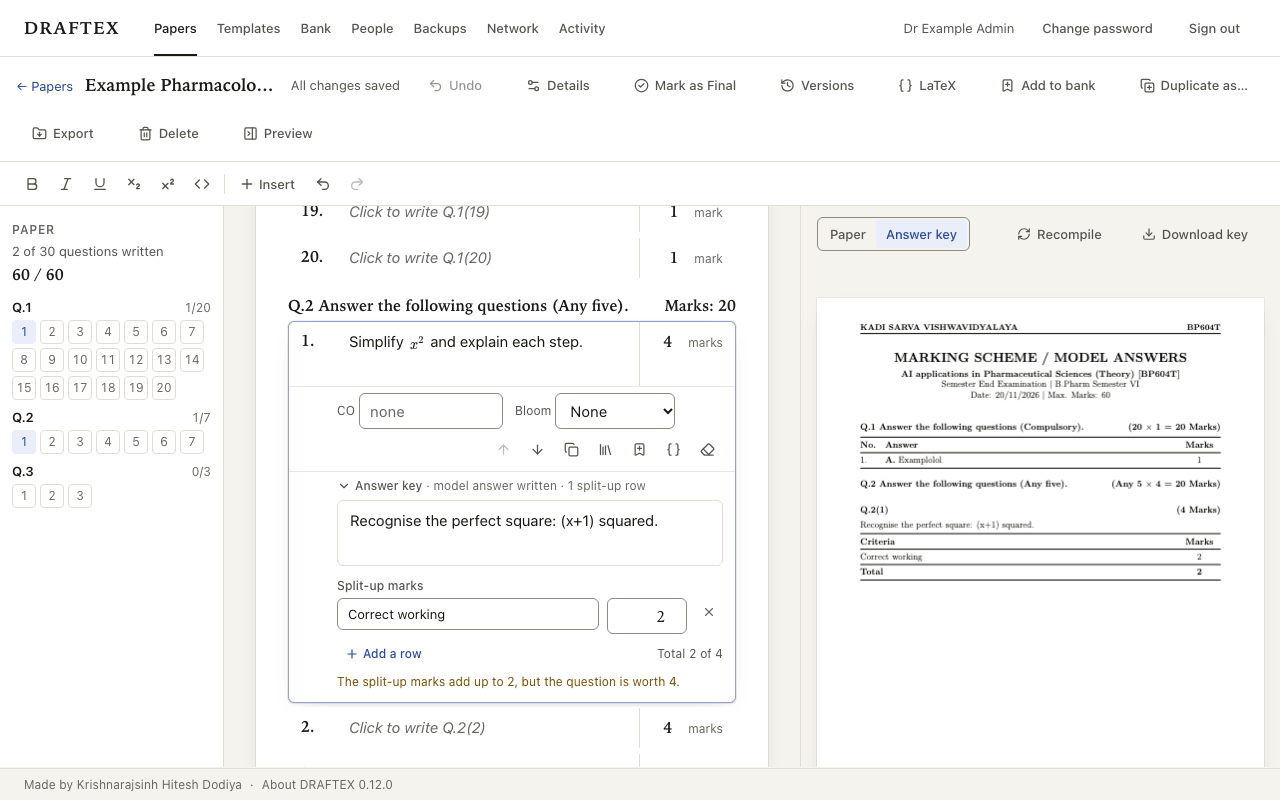 DRAFTEX Papers Templates Bank People Backups Network Activity Dr Example Admin Change password Sign out
← Papers Example Pharmacolo... All changes saved Undo Details Mark as Final Versions {} LaTeX Add to bank Duplicate as...
Export Delete Preview
B I U ×₂ x² <> + Insert
PAPER
2 of 30 questions written
60 / 60
Q.1 1/20
1 2 3 4 5 6 7
8 9 10 11 12 13 14
15 16 17 18 19 20
Q.2 1/7
1 2 3 4 5 6 7
Q.3 0/3
1 2 3
19. Click to write Q.1(19) 1 mark
20. Click to write Q.1(20) 1 mark
Q.2 Answer the following questions (Any five). Marks: 20
1. Simplify x² and explain each step. 4 marks
CO none Bloom None
{}
Answer key · model answer written · 1 split-up row
Recognise the perfect square: (x+1) squared.
Split-up marks
Correct working 2 ×
+ Add a row Total 2 of 4
The split-up marks add up to 2, but the question is worth 4.
2. Click to write Q.2(2) 4 marks
Paper Answer key Recompile Download key
KADI SARVA VISHWAVIDYALAYA BP604T
MARKING SCHEME / MODEL ANSWERS
AI applications in Pharmaceutical Sciences (Theory) [BP604T]
Semester End Examination | B.Pharm Semester VI
Date: 20/11/2026 | Max. Marks: 60
Q.1 Answer the following questions (Compulsory). (20 × 1 = 20 Marks)
No. Answer Marks
1. A. Examplolol 1
Q.2 Answer the following questions (Any five). (Any 5 × 4 = 20 Marks)
Q.2(1) (4 Marks)
Recognise the perfect square: (x+1) squared.
Criteria Marks
Correct working 2
Total 2
Made by Krishnarajsinh Hitesh Dodiya · About DRAFTEX 0.12.0